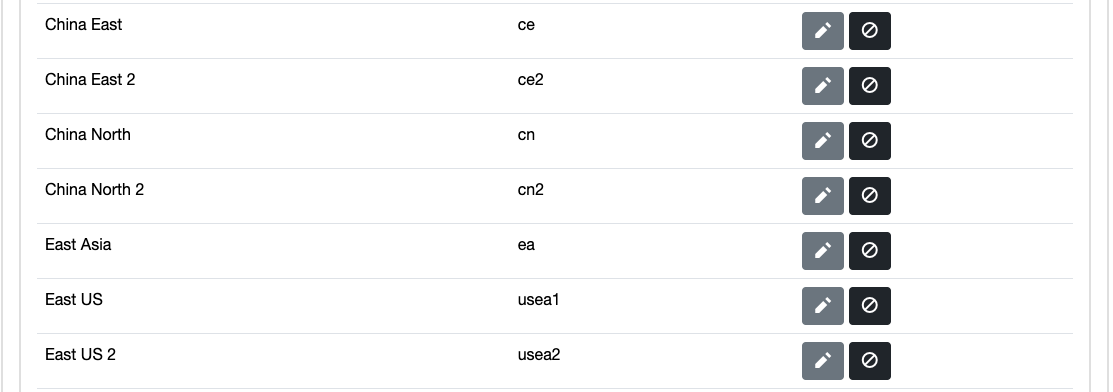 China East ce
China East 2 ce2
China North cn
China North 2 cn2
East Asia ea
East US usea1
East US 2 usea2